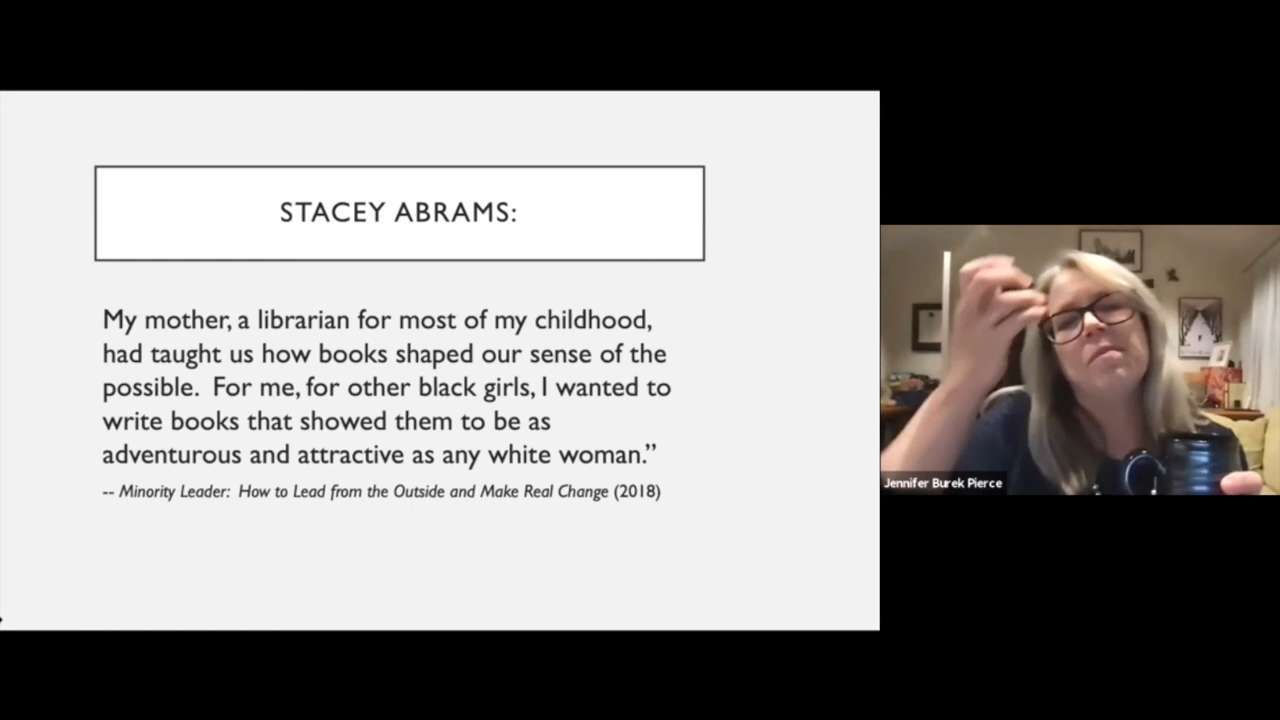 STACEY ABRAMS:
My mother, a librarian for most of my childhood,
had taught us how books shaped our sense of the
possible.  For me, for other black girls, I wanted to
write books that showed them to be as
adventurous and attractive as any white woman.”
-- Minority Leader:  How to Lead from the Outside and Make Real Change (2018)
Jennifer Burek Pierce